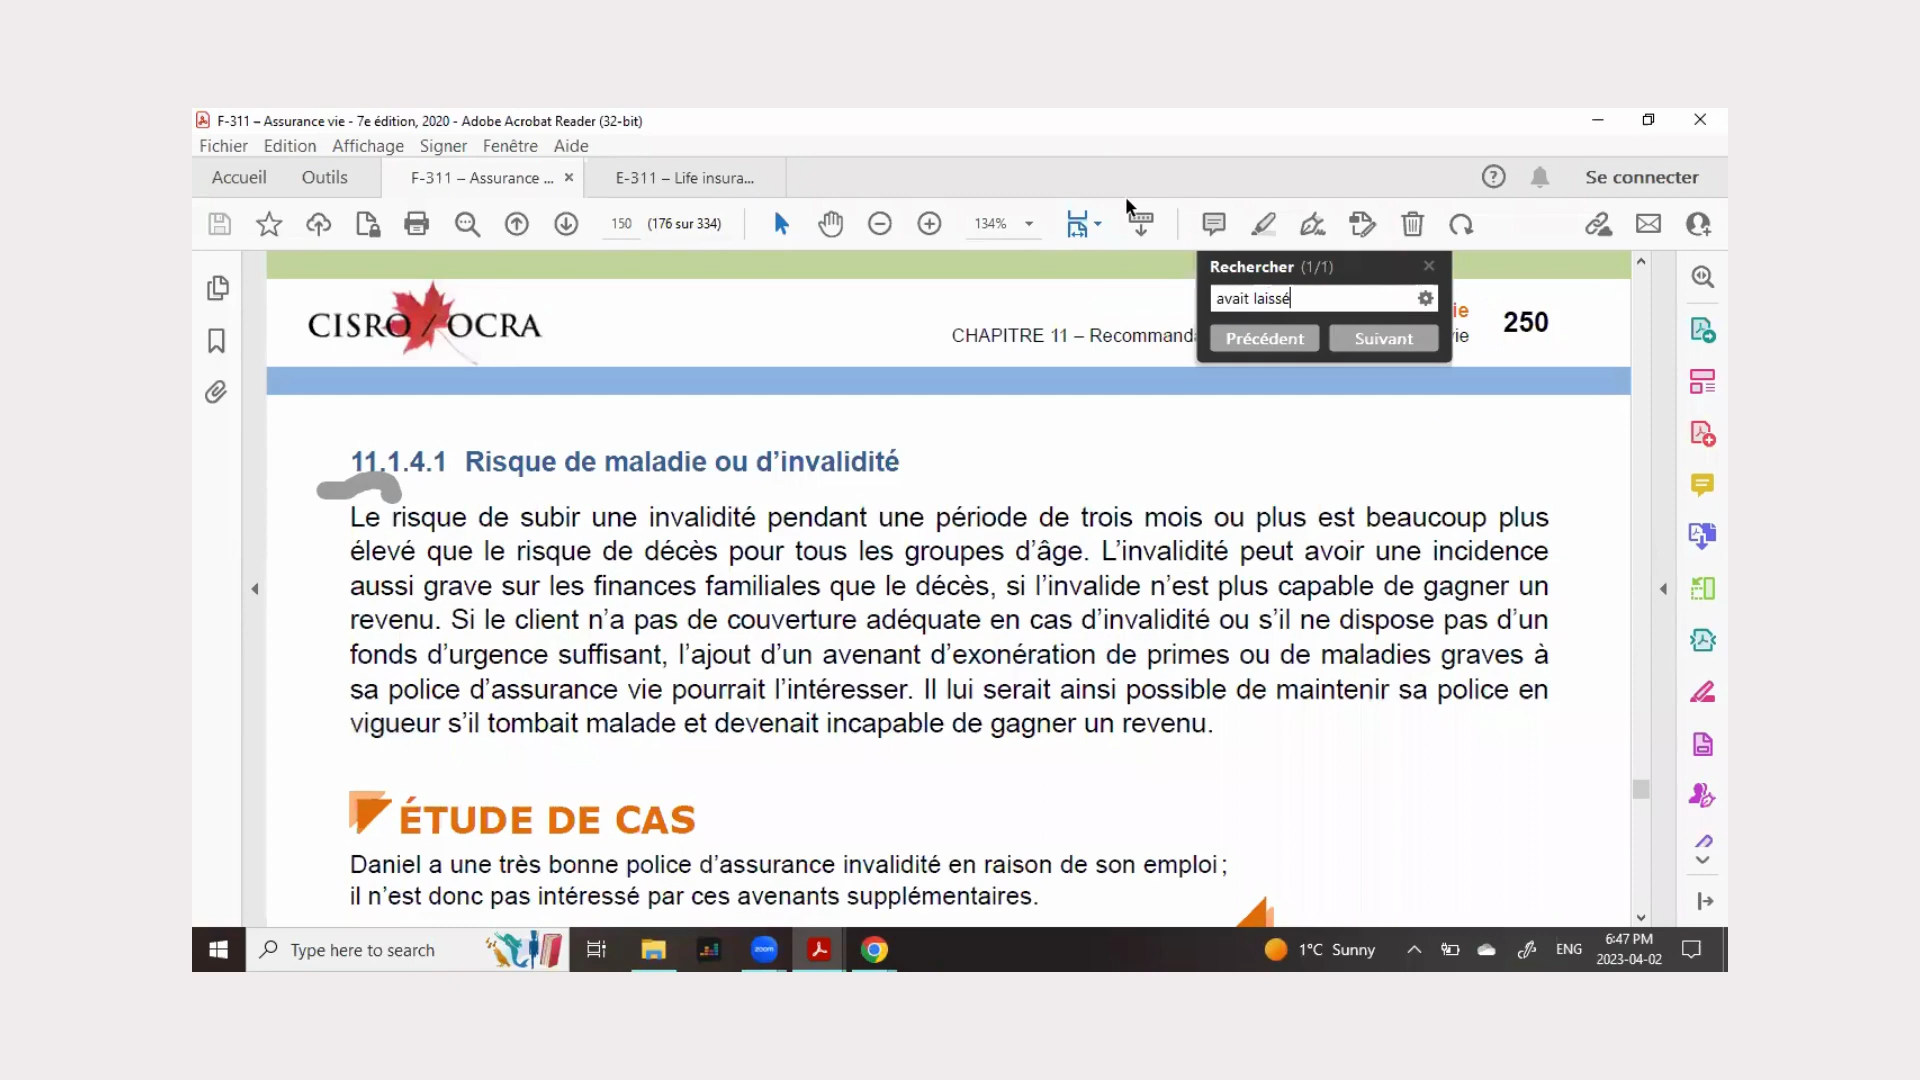 F-311 – Assurance vie - 7e édition, 2020 - Adobe Acrobat Reader (32-bit)
Fichier Edition Affichage Signer Fenêtre Aide
Accueil Outils F-311 – Assurance ... × E-311 – Life insura... Se connecter
150 (176 sur 334) 134%
Rechercher (1/1)
avait laissé
Précédent Suivant
CISRO / OCRA
ie 250
CHAPITRE 11 – Recommanda vie
11.1.4.1 Risque de maladie ou d’invalidité
Le risque de subir une invalidité pendant une période de trois mois ou plus est beaucoup plus
élevé que le risque de décès pour tous les groupes d’âge. L’invalidité peut avoir une incidence
aussi grave sur les finances familiales que le décès, si l’invalide n’est plus capable de gagner un
revenu. Si le client n’a pas de couverture adéquate en cas d’invalidité ou s’il ne dispose pas d’un
fonds d’urgence suffisant, l’ajout d’un avenant d’exonération de primes ou de maladies graves à
sa police d’assurance vie pourrait l’intéresser. Il lui serait ainsi possible de maintenir sa police en
vigueur s’il tombait malade et devenait incapable de gagner un revenu.
ÉTUDE DE CAS
Daniel a une très bonne police d’assurance invalidité en raison de son emploi ;
il n’est donc pas intéressé par ces avenants supplémentaires.
Type here to search zoom 1°C Sunny ENG 6:47 PM
2023-04-02